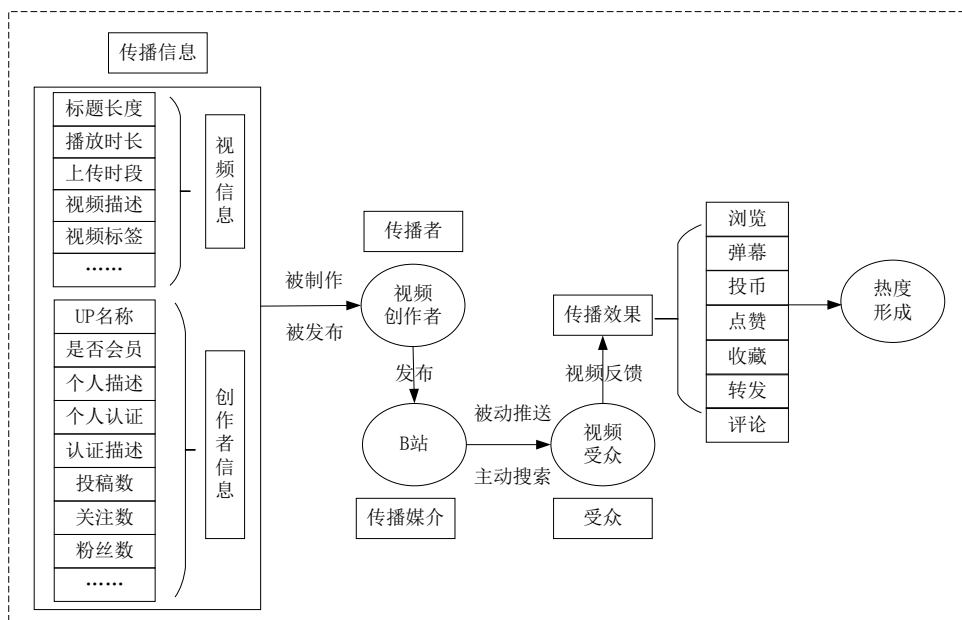 传播信息
标题长度
播放时长
上传时段
视频描述
视频标签
……
视频信息
UP名称
是否会员
个人描述
个人认证
认证描述
投稿数
关注数
粉丝数
……
创作者信息
被制作
被发布
传播者
视频
创作者
发布
B站
传播媒介
被动推送
主动搜索
视频
受众
受众
视频反馈
传播效果
浏览
弹幕
投币
点赞
收藏
转发
评论
热度
形成